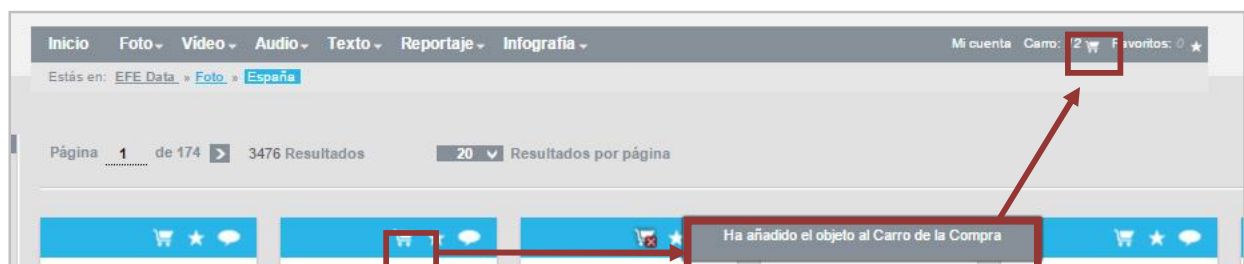 Inicio Foto Vídeo Audio Texto Reportaje Infografía Mi cuenta Carro: 2 Favoritos: 0
Estás en: EFE Data » Foto » España
Página 1 de 174 3476 Resultados 20 Resultados por página
Ha añadido el objeto al Carro de la Compra